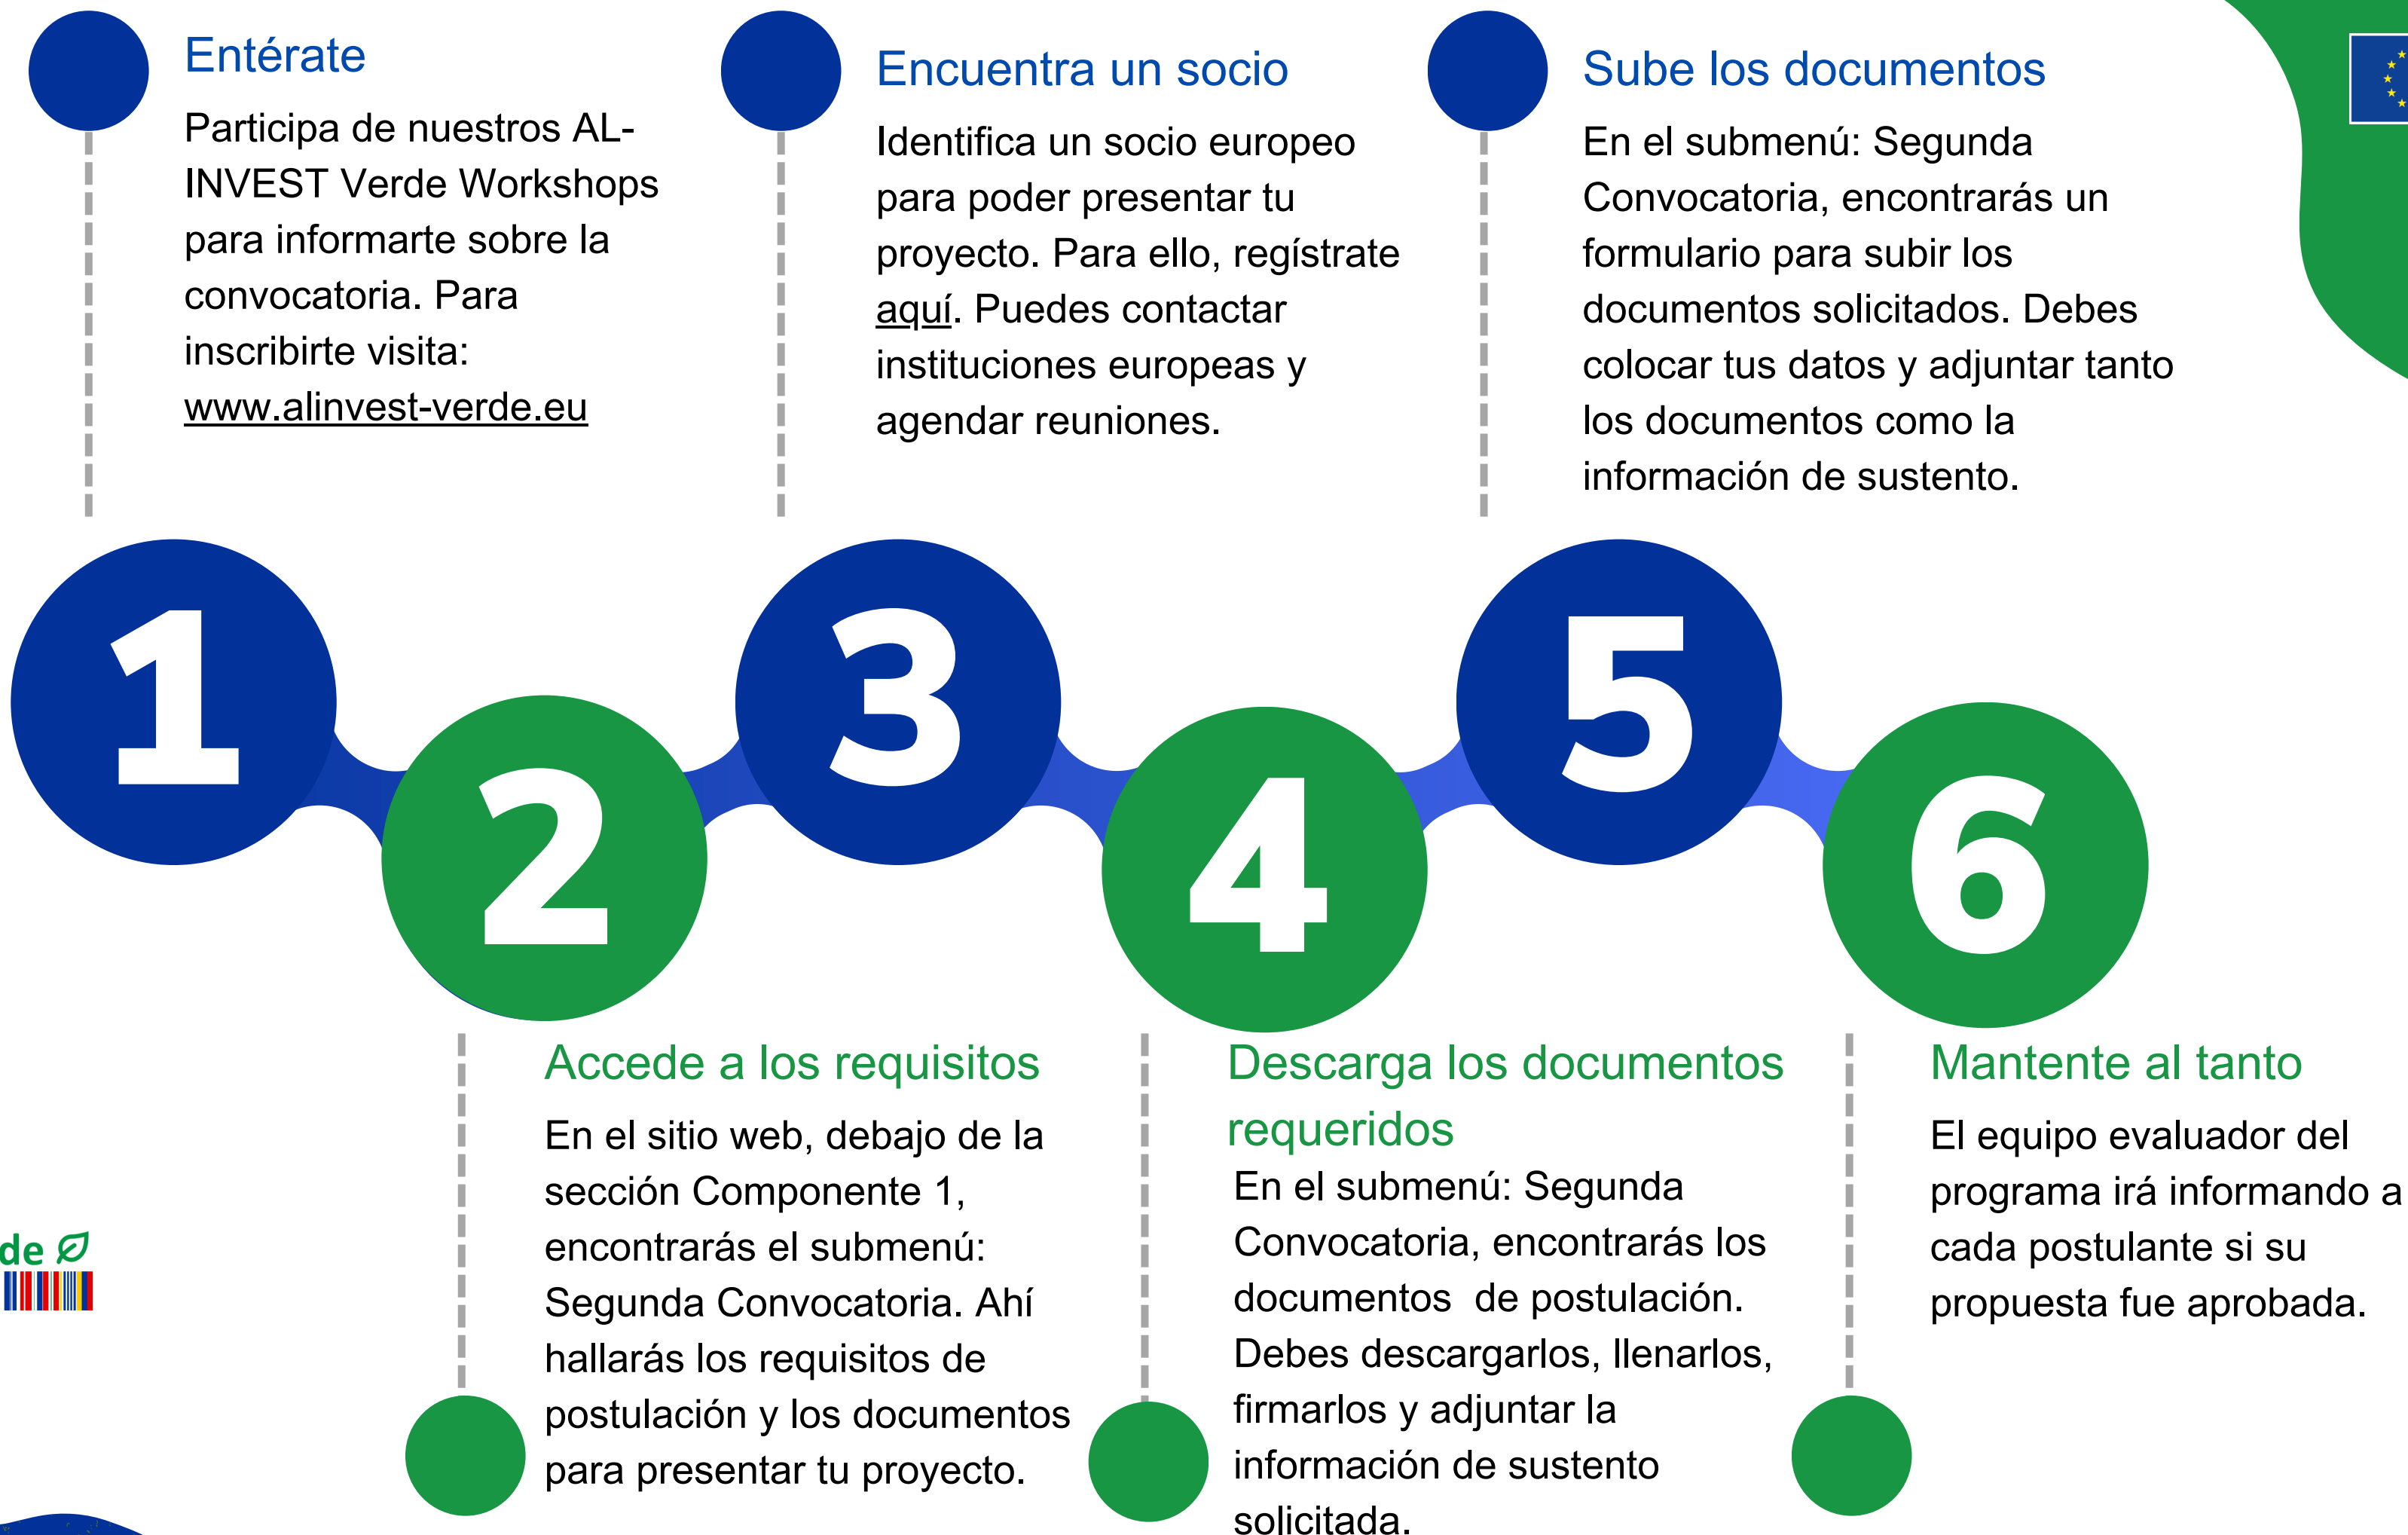 Entérate
Participa de nuestros AL-
INVEST Verde Workshops
para informarte sobre la
convocatoria. Para
inscribirte visita:
www.alinvest-verde.eu
Encuentra un socio
Identifica un socio europeo
para poder presentar tu
proyecto. Para ello, regístrate
aquí. Puedes contactar
instituciones europeas y
agendar reuniones.
Sube los documentos
En el submenú: Segunda
Convocatoria, encontrarás un
formulario para subir los
documentos solicitados. Debes
colocar tus datos y adjuntar tanto
los documentos como la
información de sustento.
1
2
3
4
5
6
Accede a los requisitos
En el sitio web, debajo de la
sección Componente 1,
encontrarás el submenú:
Segunda Convocatoria. Ahí
hallarás los requisitos de
postulación y los documentos
para presentar tu proyecto.
Descarga los documentos
requeridos
En el submenú: Segunda
Convocatoria, encontrarás los
documentos  de postulación.
Debes descargarlos, llenarlos,
firmarlos y adjuntar la
información de sustento
solicitada.
Mantente al tanto
El equipo evaluador del
programa irá informando a
cada postulante si su
propuesta fue aprobada.
de